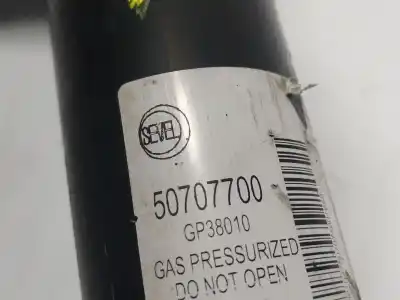 SEVEL
50707700
GP38010
GAS PRESSURIZED
DO NOT OPEN